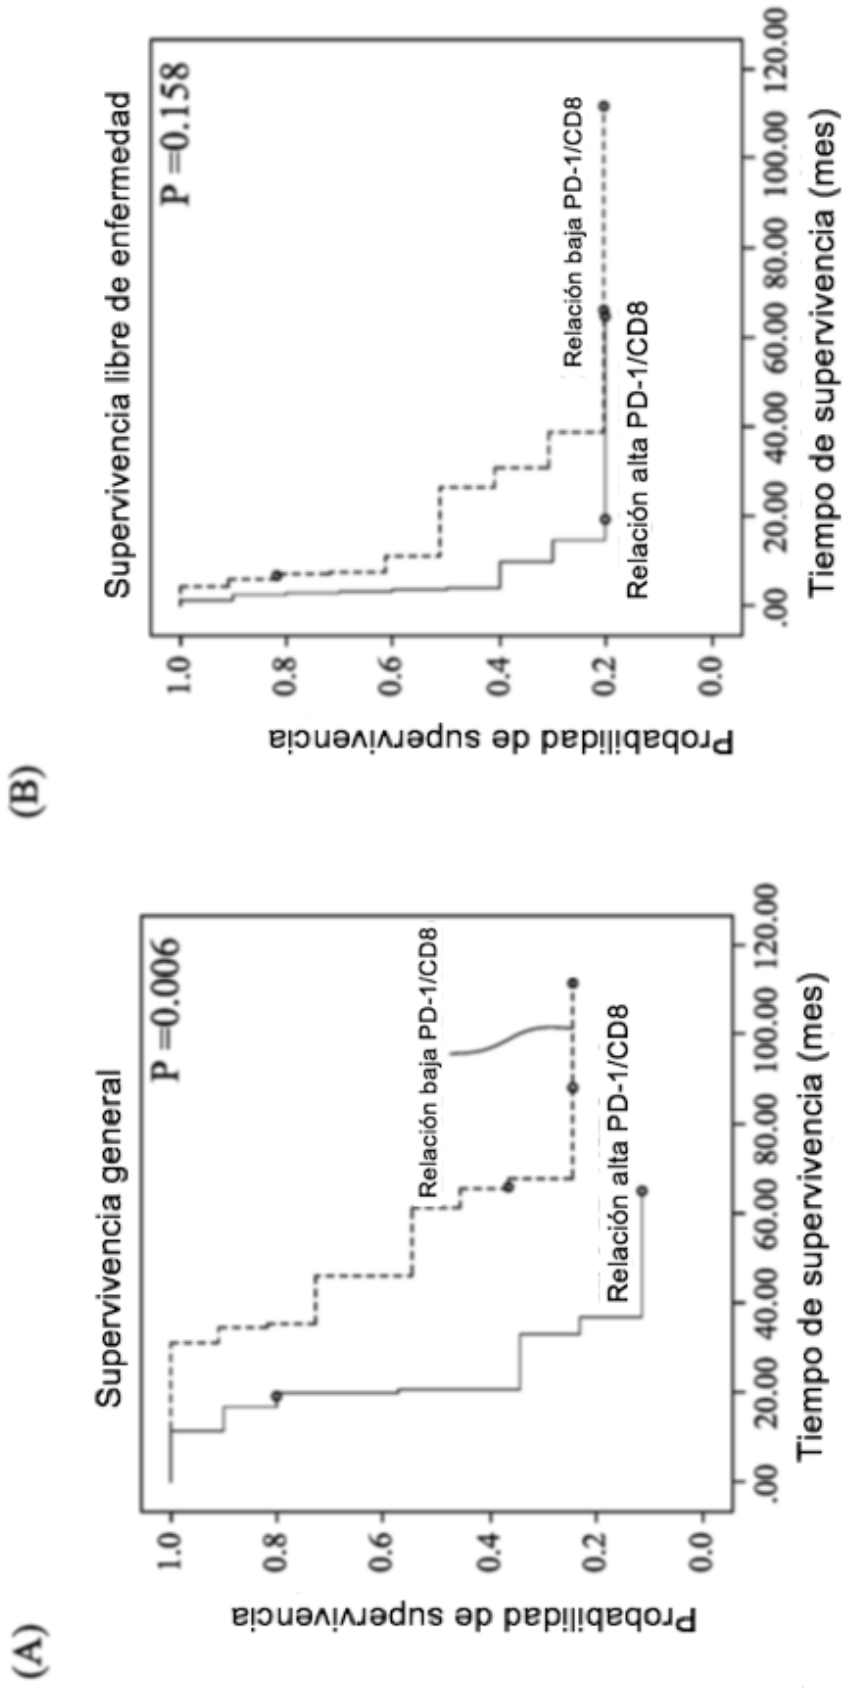 (A)
Supervivencia general
P =0.006
Probabilidad de supervivencia
1.0
0.8
0.6
0.4
0.2
0.0
Relación baja PD-1/CD8
Relación alta PD-1/CD8
.00 20.00 40.00 60.00 80.00 100.00 120.00
Tiempo de supervivencia (mes)
(B)
Supervivencia libre de enfermedad
P =0.158
Probabilidad de supervivencia
1.0
0.8
0.6
0.4
0.2
0.0
Relación baja PD-1/CD8
Relación alta PD-1/CD8
.00 20.00 40.00 60.00 80.00 100.00 120.00
Tiempo de supervivencia (mes)